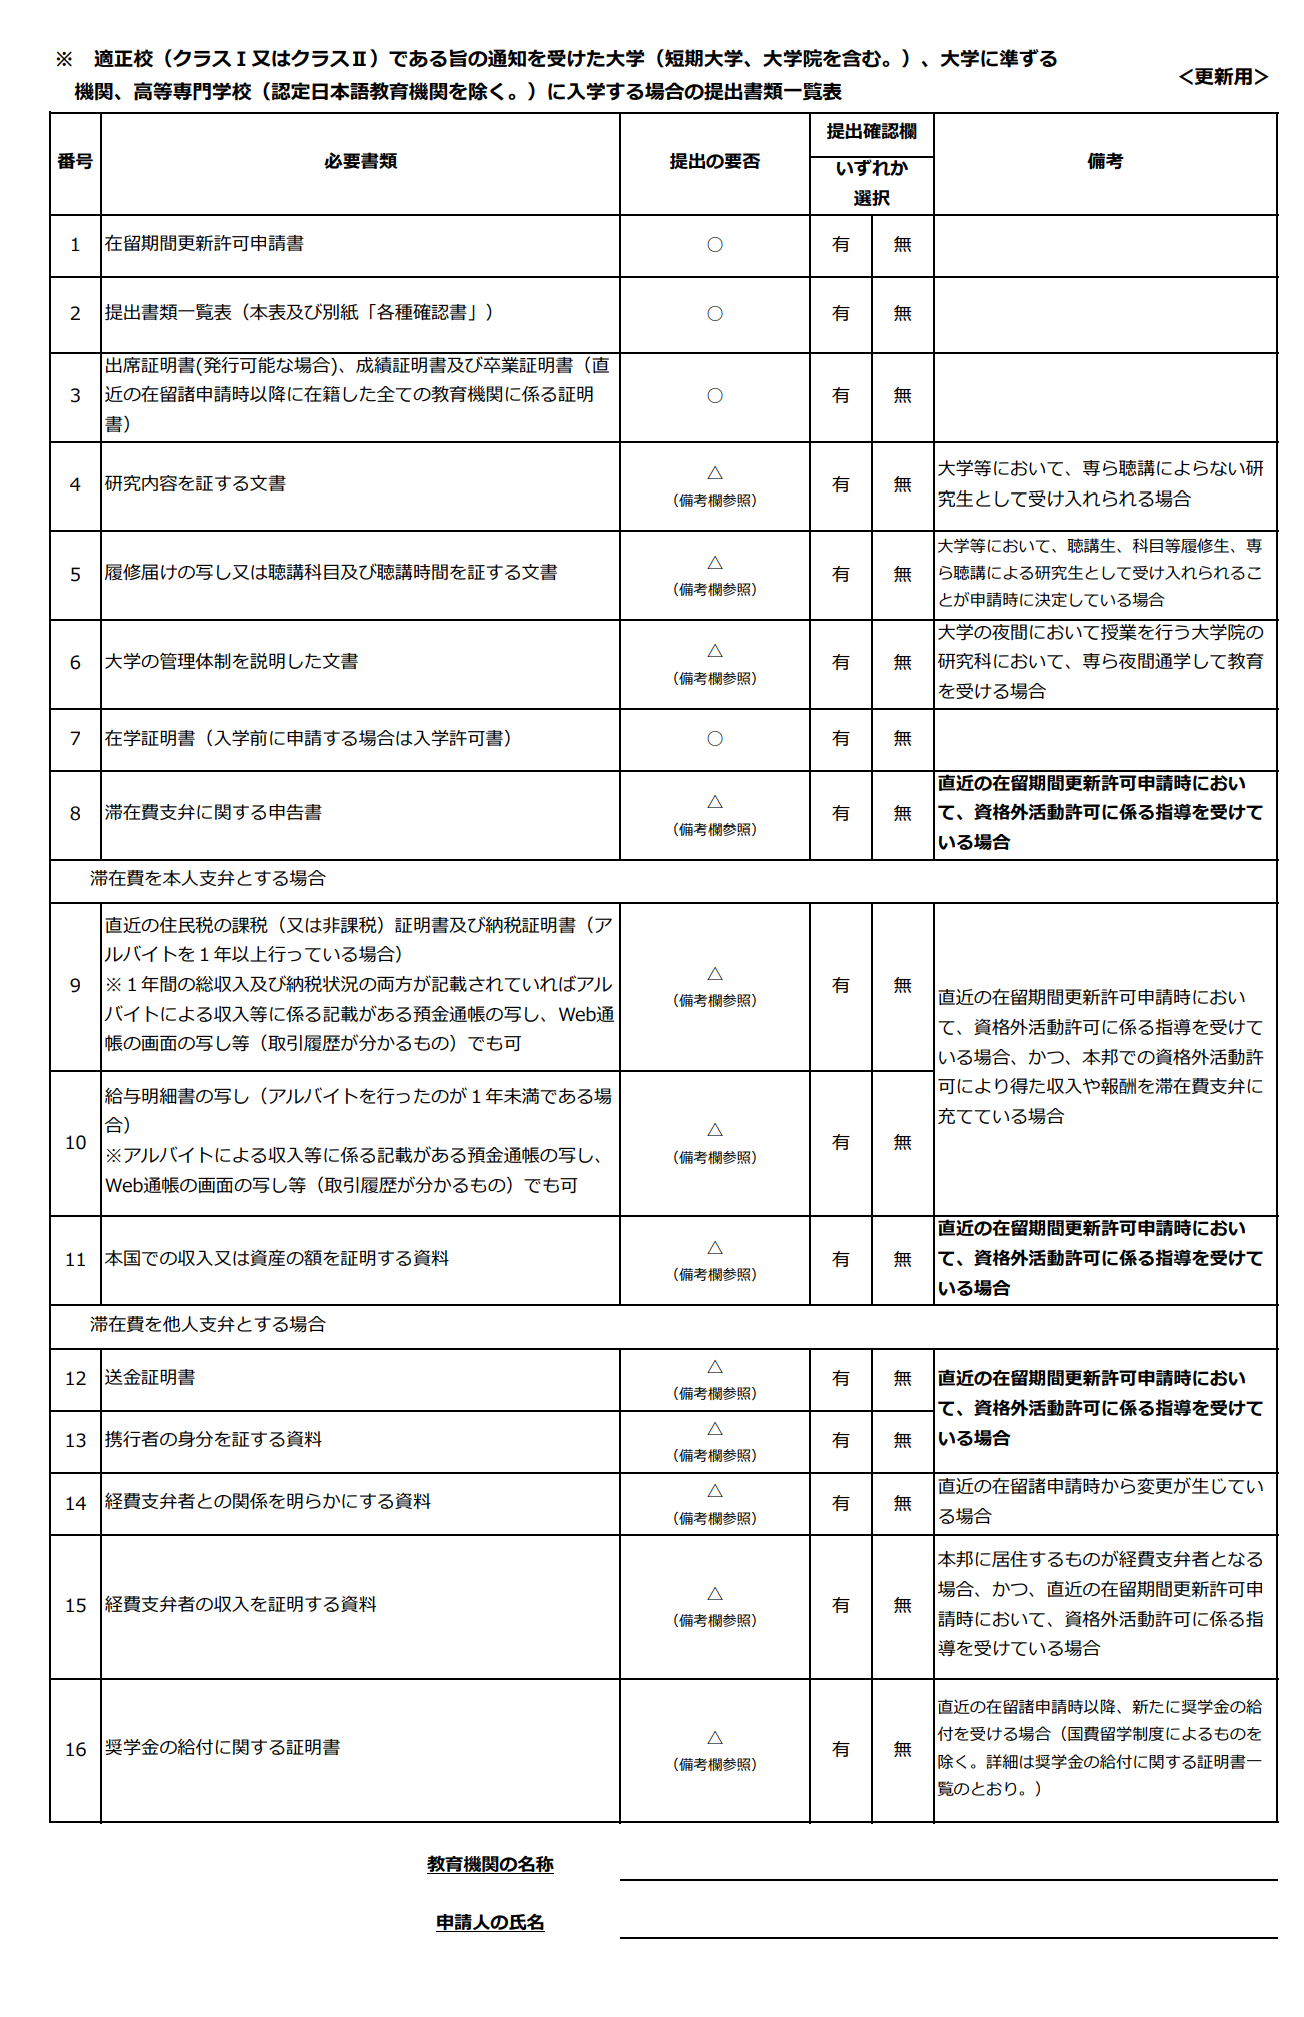 ※　適正校（クラスⅠ又はクラスⅡ）である旨の通知を受けた大学（短期大学、大学院を含む。）、大学に準ずる
機関、高等専門学校（認定日本語教育機関を除く。）に入学する場合の提出書類一覧表
＜更新用＞
番号
必要書類
提出の要否
提出確認欄
いずれか
選択
備考
1
在留期間更新許可申請書
○
有
無
2
提出書類一覧表（本表及び別紙「各種確認書」）
○
有
無
3
出席証明書(発行可能な場合)、成績証明書及び卒業証明書（直
近の在留諸申請時以降に在籍した全ての教育機関に係る証明
書）
○
有
無
4
研究内容を証する文書
△
（備考欄参照）
有
無
大学等において、専ら聴講によらない研
究生として受け入れられる場合
5
履修届けの写し又は聴講科目及び聴講時間を証する文書
△
（備考欄参照）
有
無
大学等において、聴講生、科目等履修生、専
ら聴講による研究生として受け入れられるこ
とが申請時に決定している場合
6
大学の管理体制を説明した文書
△
（備考欄参照）
有
無
大学の夜間において授業を行う大学院の
研究科において、専ら夜間通学して教育
を受ける場合
7
在学証明書（入学前に申請する場合は入学許可書）
○
有
無
8
滞在費支弁に関する申告書
△
（備考欄参照）
有
無
直近の在留期間更新許可申請時におい
て、資格外活動許可に係る指導を受けて
いる場合
滞在費を本人支弁とする場合
9
直近の住民税の課税（又は非課税）証明書及び納税証明書（ア
ルバイトを１年以上行っている場合）
※１年間の総収入及び納税状況の両方が記載されていればアル
バイトによる収入等に係る記載がある預金通帳の写し、Web通
帳の画面の写し等（取引履歴が分かるもの）でも可
△
（備考欄参照）
有
無
直近の在留期間更新許可申請時におい
て、資格外活動許可に係る指導を受けて
いる場合、かつ、本邦での資格外活動許
可により得た収入や報酬を滞在費支弁に
充てている場合
10
給与明細書の写し（アルバイトを行ったのが１年未満である場
合）
※アルバイトによる収入等に係る記載がある預金通帳の写し、
Web通帳の画面の写し等（取引履歴が分かるもの）でも可
△
（備考欄参照）
有
無
11
本国での収入又は資産の額を証明する資料
△
（備考欄参照）
有
無
直近の在留期間更新許可申請時におい
て、資格外活動許可に係る指導を受けて
いる場合
滞在費を他人支弁とする場合
12
送金証明書
△
（備考欄参照）
有
無
直近の在留期間更新許可申請時におい
て、資格外活動許可に係る指導を受けて
いる場合
13
携行者の身分を証する資料
△
（備考欄参照）
有
無
14
経費支弁者との関係を明らかにする資料
△
（備考欄参照）
有
無
直近の在留諸申請時から変更が生じてい
る場合
15
経費支弁者の収入を証明する資料
△
（備考欄参照）
有
無
本邦に居住するものが経費支弁者となる
場合、かつ、直近の在留期間更新許可申
請時において、資格外活動許可に係る指
導を受けている場合
16
奨学金の給付に関する証明書
△
（備考欄参照）
有
無
直近の在留諸申請時以降、新たに奨学金の給
付を受ける場合（国費留学制度によるものを
除く。詳細は奨学金の給付に関する証明書一
覧のとおり。）
教育機関の名称
申請人の氏名